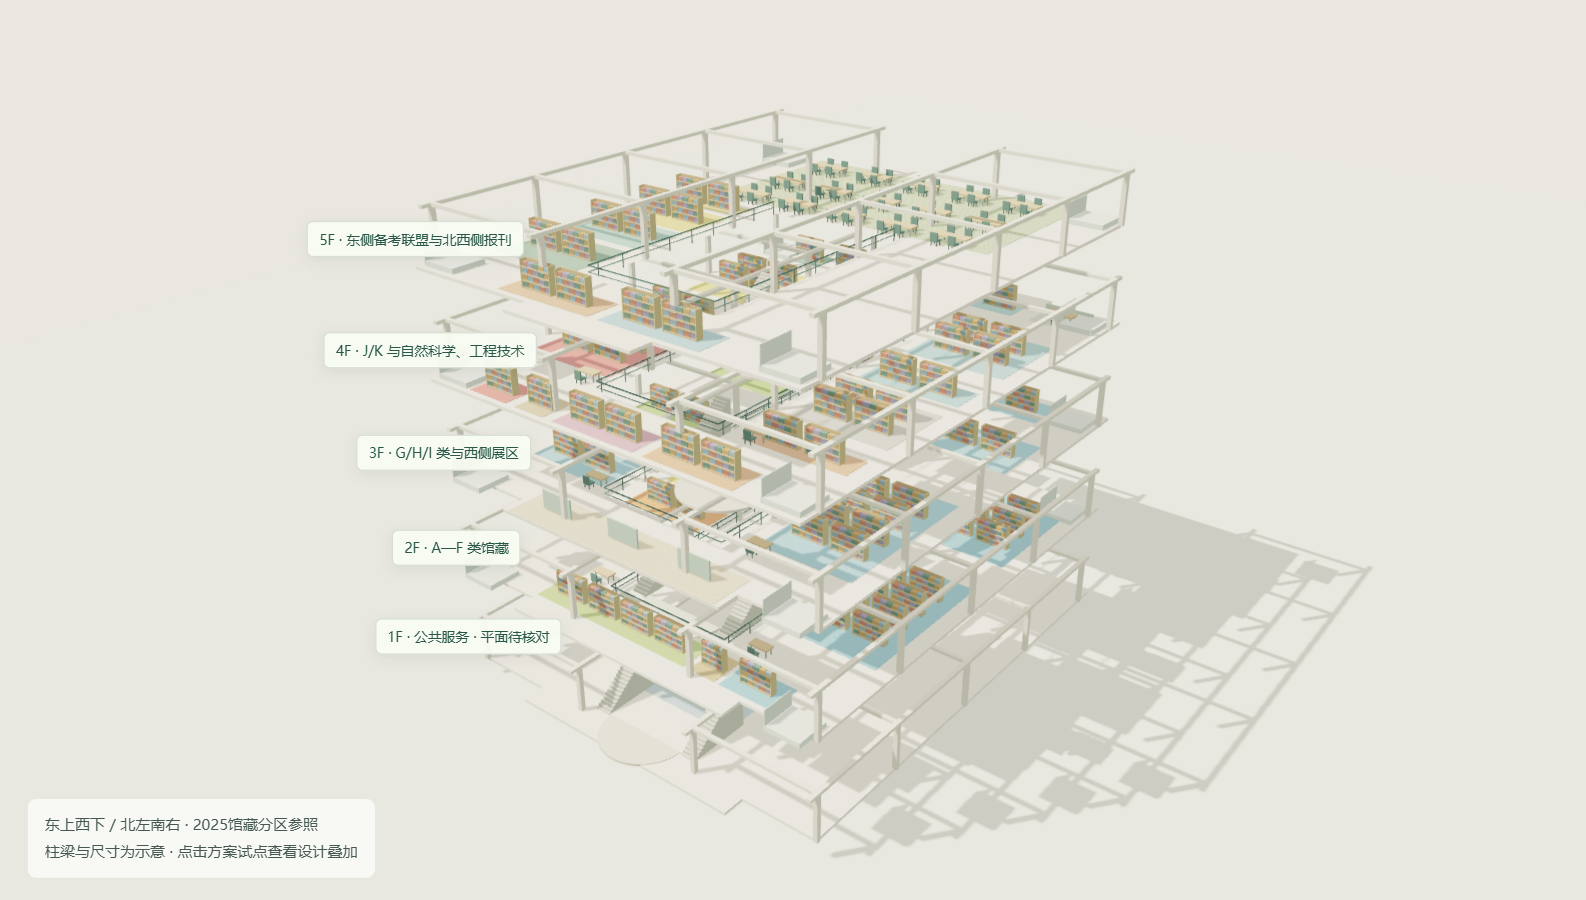 5F · 东侧备考联盟与北西侧报刊
4F · J/K 与自然科学、工程技术
3F · G/H/I 类与西侧展区
2F · A—F 类馆藏
1F · 公共服务 · 平面待核对
东上西下 / 北左南右 · 2025馆藏分区参照
柱梁与尺寸为示意 · 点击方案试点查看设计叠加